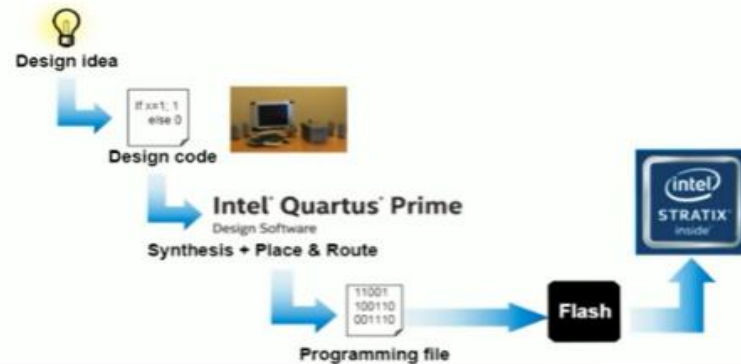 Design idea
If x=1; 1
else 0
Design code
Intel® Quartus® Prime
Design Software
Synthesis + Place & Route
11001
100110
001110
Programming file
Flash
intel
STRATIX
inside